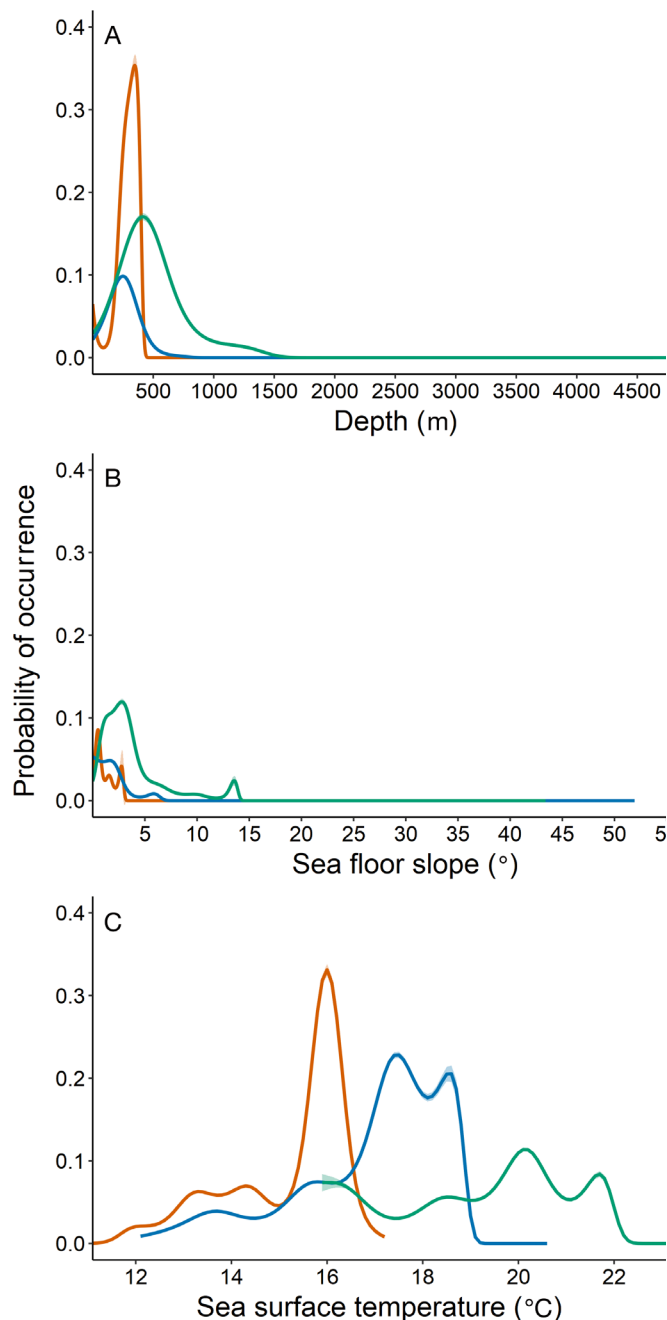 A
0.4
0.3
0.2
0.1
0.0
500 1000 1500 2000 2500 3000 3500 4000 4500
Depth (m)
Probability of occurrence
B
0.4
0.3
0.2
0.1
0.0
5 10 15 20 25 30 35 40 45 50 5
Sea floor slope (°)
C
0.4
0.3
0.2
0.1
0.0
12 14 16 18 20 22
Sea surface temperature (°C)